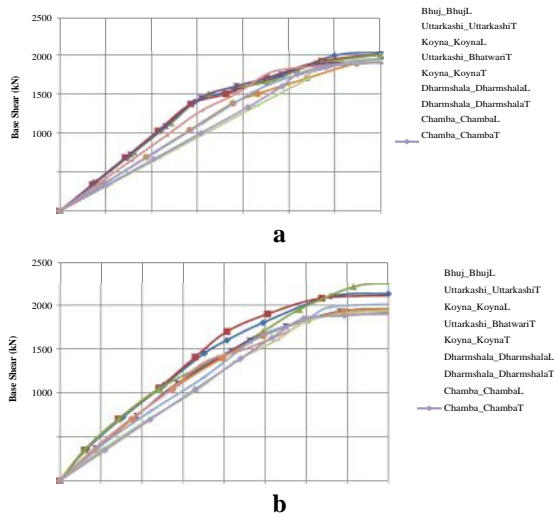 2500
2000
1500
1000
Base Shear (kN)
Bhuj_BhujL
Uttarkashi_UttarkashiT
Koyna_KoynaL
Uttarkashi_BhatwariT
Koyna_KoynaT
Dharmshala_DharmshalaL
Dharmshala_DharmshalaT
Chamba_ChambaL
Chamba_ChambaT
a
2500
2000
1500
1000
Base Shear (kN)
Bhuj_BhujL
Uttarkashi_UttarkashiT
Koyna_KoynaL
Uttarkashi_BhatwariT
Koyna_KoynaT
Dharmshala_DharmshalaL
Dharmshala_DharmshalaT
Chamba_ChambaL
Chamba_ChambaT
b